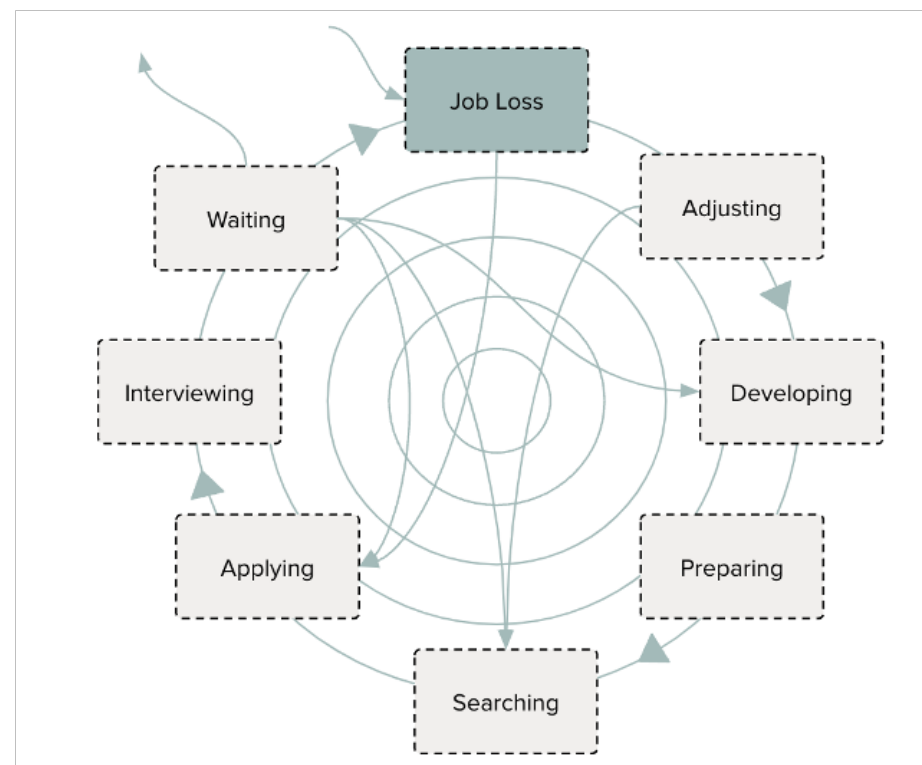 Job Loss
Adjusting
Developing
Preparing
Searching
Applying
Interviewing
Waiting